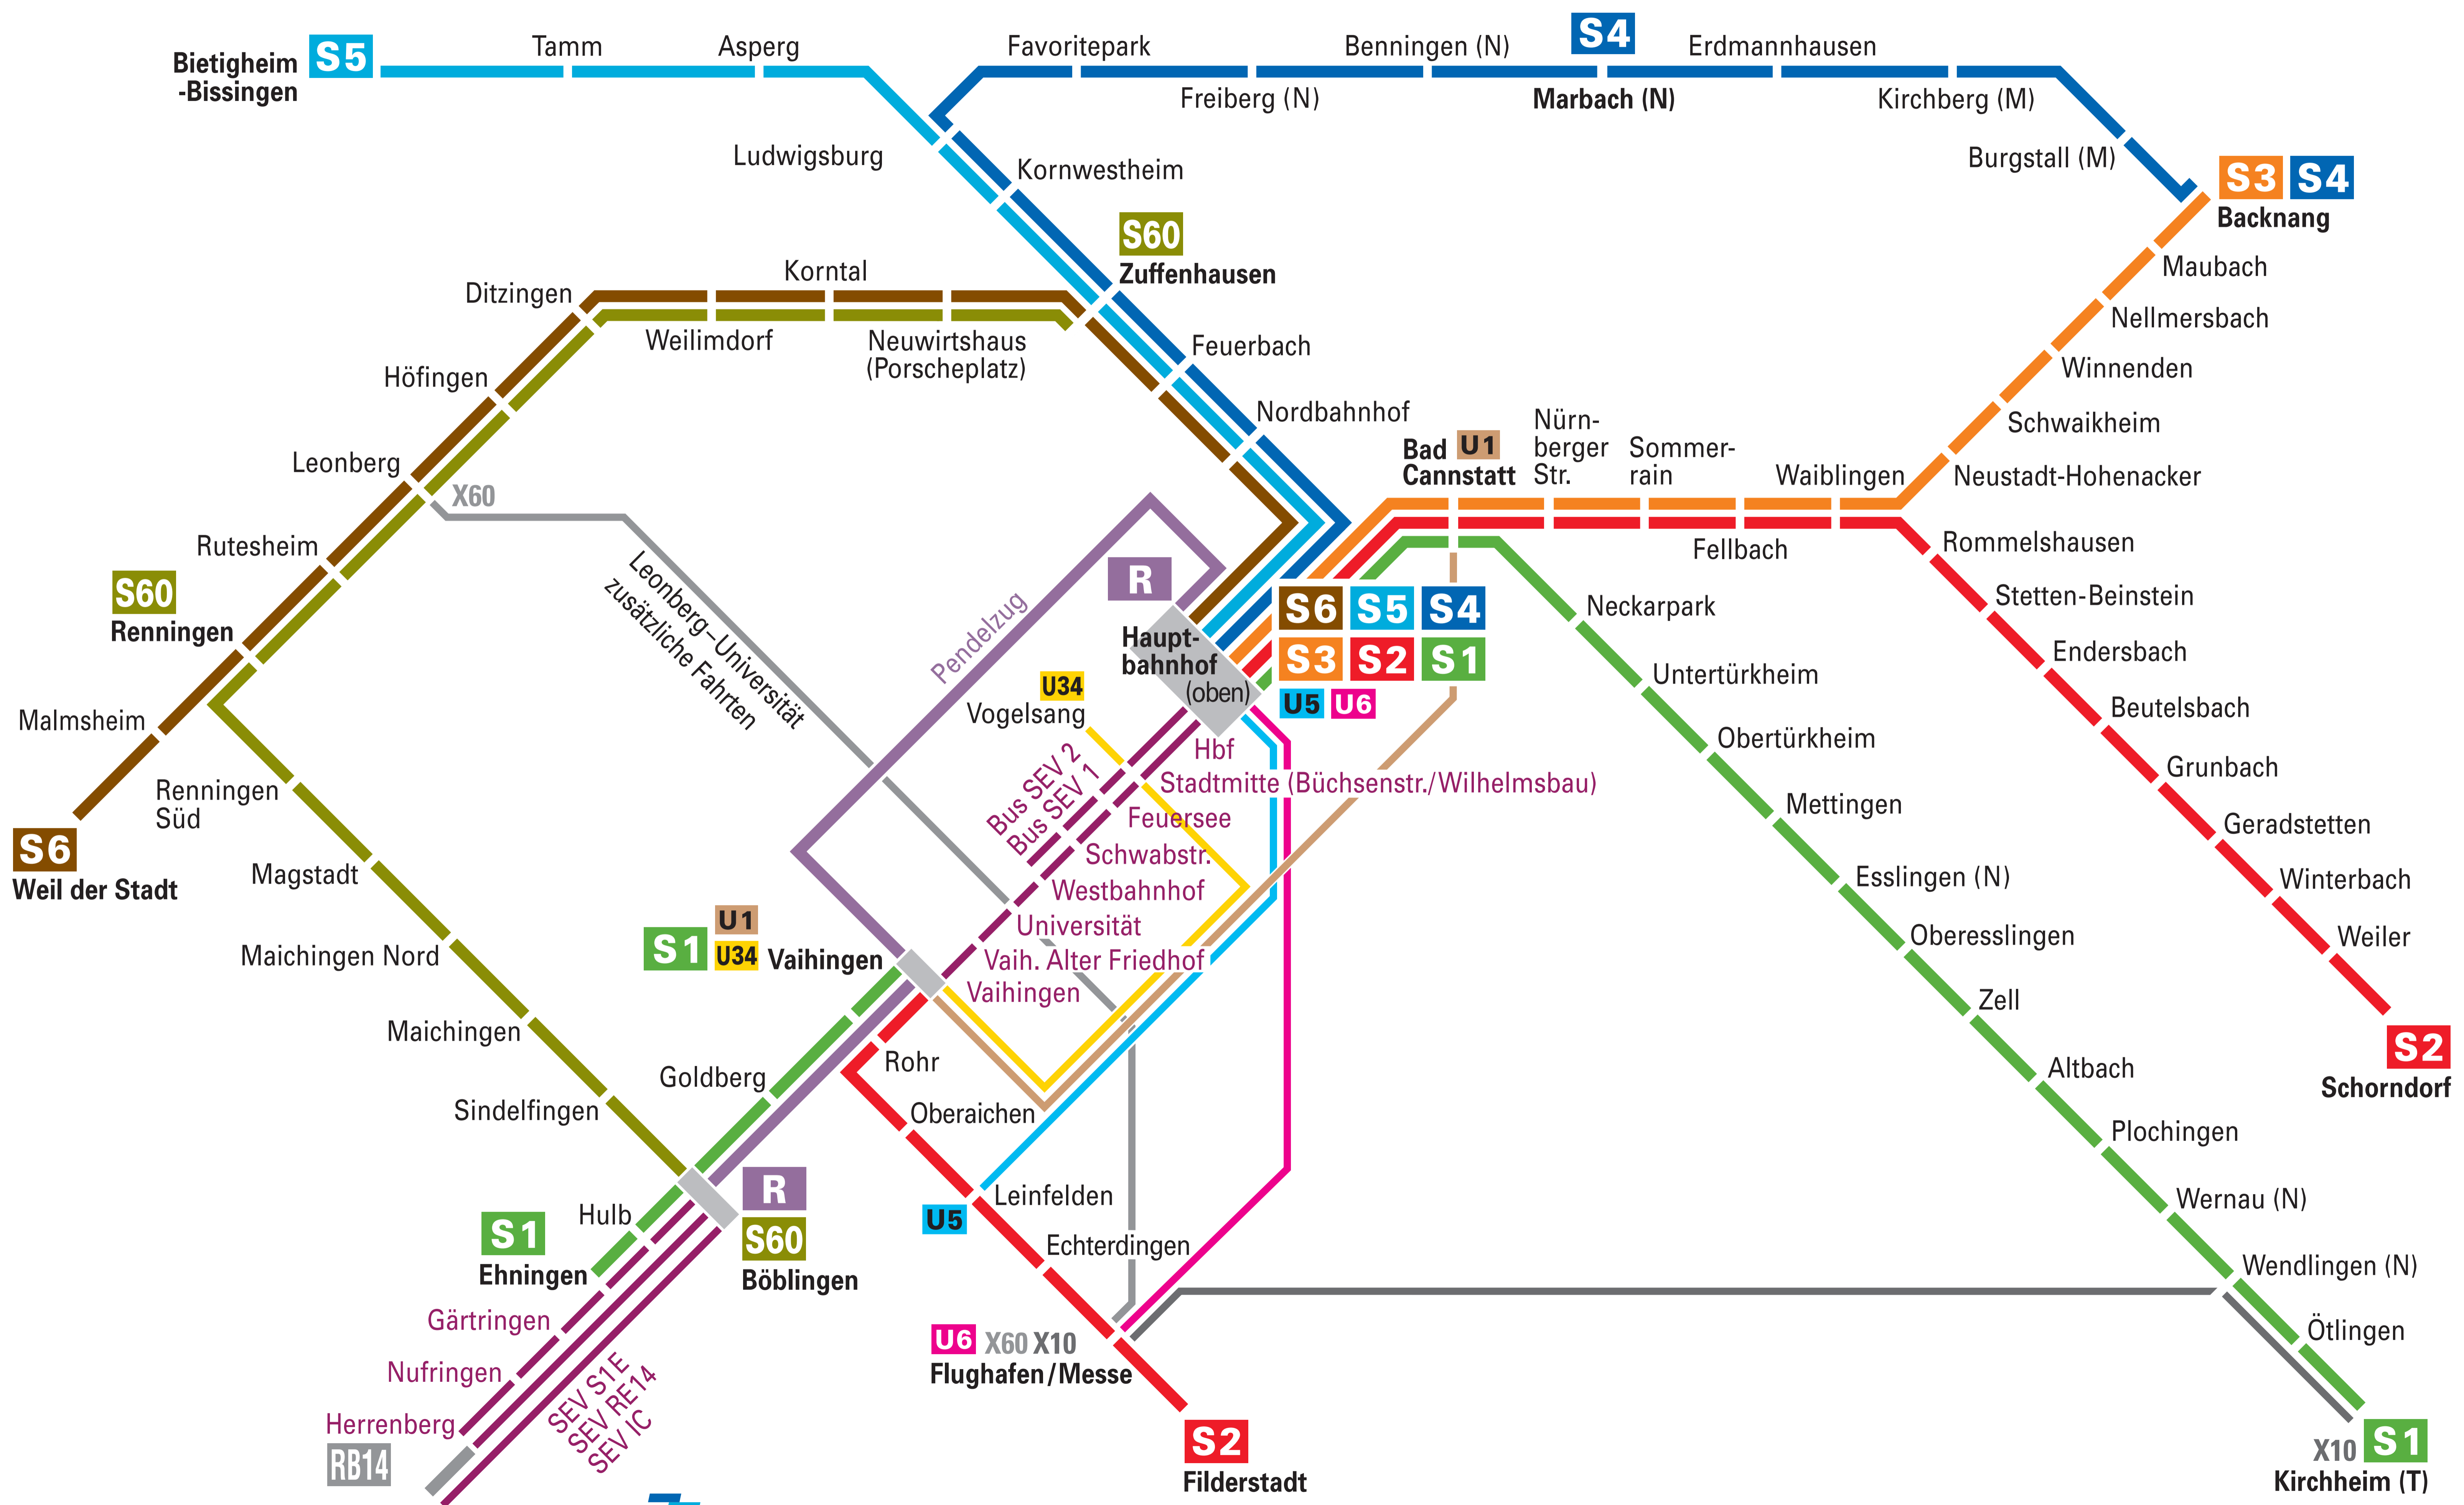 S4
Tamm
Asperg
Favoritepark
Benningen (N)
Erdmannhausen
Bietigheim
-Bissingen
S5
Freiberg (N)
Marbach (N)
Kirchberg (M)
Ludwigsburg
Kornwestheim
Burgstall (M)
S3 S4
Backnang
S60
Zuffenhausen
Maubach
Korntal
Ditzingen
Nellmersbach
Weilimdorf
Neuwirtshaus
(Porscheplatz)
Feuerbach
Winnenden
Höfingen
Nordbahnhof
Schwaikheim
Bad
Cannstatt
U1
Nürn-
berger
Str.
Sommer-
rain
Waiblingen
Neustadt-Hohenacker
Leonberg
X60
Rutesheim
Fellbach
Rommelshausen
Leonberg–Universität
zusätzliche Fahrten
Pendelzug
R
S60
Renningen
S6 S5 S4
S3 S2 S1
U5 U6
Haupt-
bahnhof
(oben)
Neckarpark
Stetten-Beinstein
Endersbach
Untertürkheim
U34
Vogelsang
Malmsheim
Beutelsbach
Obertürkheim
Hbf
Stadtmitte (Büchsenstr./Wilhelmsbau)
Bus SEV 2
Bus SEV 1
Feuersee
Schwabstr.
Westbahnhof
Universität
Vaih. Alter Friedhof
Vaihingen
Renningen
Süd
Grunbach
Mettingen
Geradstetten
S6
Weil der Stadt
Magstadt
Esslingen (N)
Winterbach
U1
S1 U34 Vaihingen
Maichingen Nord
Oberesslingen
Weiler
Zell
Maichingen
S2
Schorndorf
Rohr
Goldberg
Altbach
Sindelfingen
Oberaichen
Plochingen
R
S60
Böblingen
Leinfelden
U5
Wernau (N)
Hulb
S1
Ehningen
Echterdingen
Wendlingen (N)
Gärtringen
U6 X60 X10
Flughafen/Messe
Ötlingen
Nufringen
SEV S1E
SEV RE14
SEV IC
Herrenberg
RB14
S2
Filderstadt
X10 S1
Kirchheim (T)